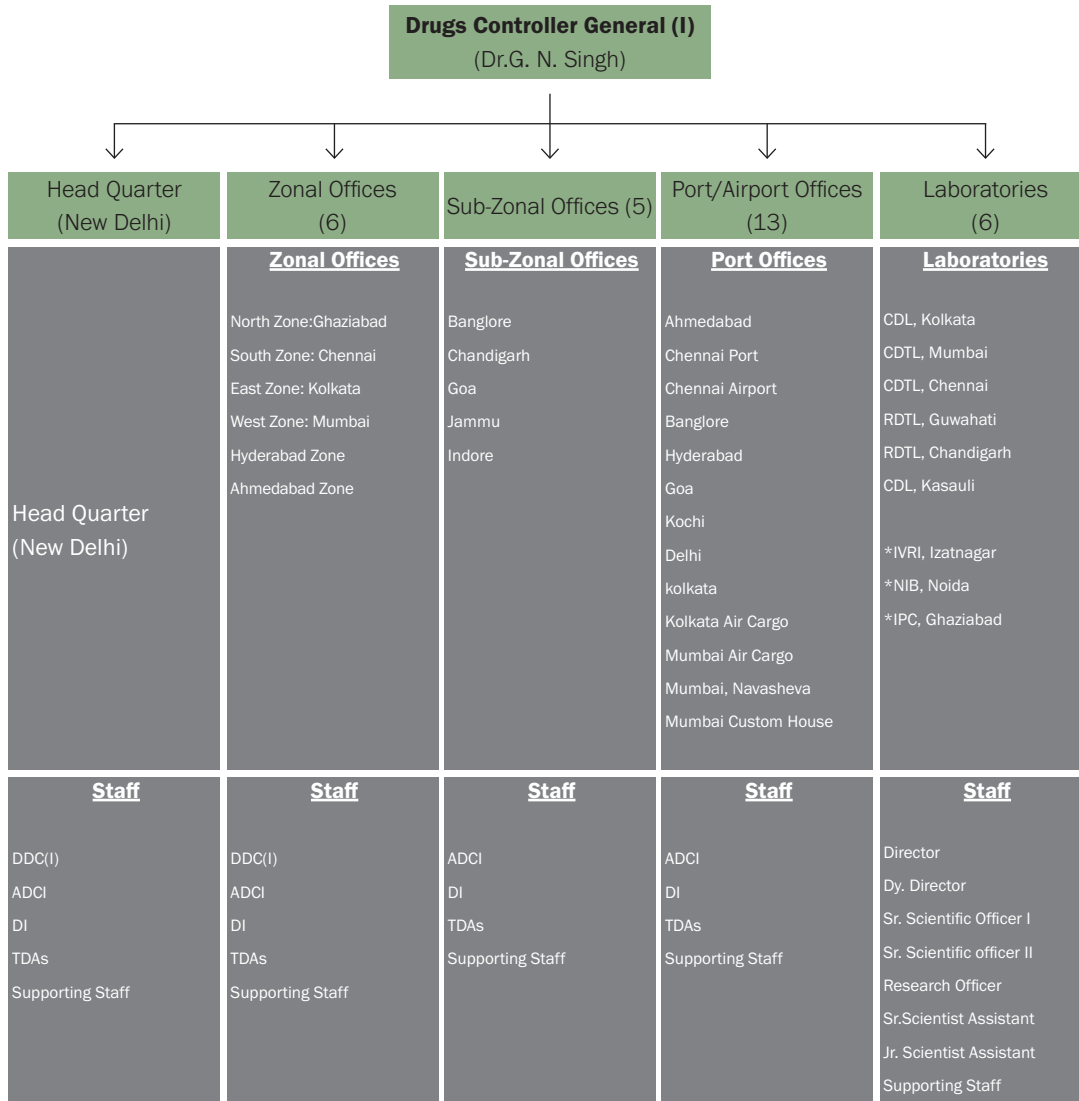 Drugs Controller General (I)
(Dr.G. N. Singh)
Head Quarter
(New Delhi)
Zonal Offices
(6)
Sub-Zonal Offices (5)
Port/Airport Offices
(13)
Laboratories
(6)
Head Quarter
(New Delhi)
Zonal Offices
North Zone:Ghaziabad
South Zone: Chennai
East Zone: Kolkata
West Zone: Mumbai
Hyderabad Zone
Ahmedabad Zone
Sub-Zonal Offices
Banglore
Chandigarh
Goa
Jammu
Indore
Port Offices
Ahmedabad
Chennai Port
Chennai Airport
Banglore
Hyderabad
Goa
Kochi
Delhi
kolkata
Kolkata Air Cargo
Mumbai Air Cargo
Mumbai, Navasheva
Mumbai Custom House
Laboratories
CDL, Kolkata
CDTL, Mumbai
CDTL, Chennai
RDTL, Guwahati
RDTL, Chandigarh
CDL, Kasauli
*IVRI, Izatnagar
*NIB, Noida
*IPC, Ghaziabad
Staff
DDC(I)
ADCI
DI
TDAs
Supporting Staff
Staff
DDC(I)
ADCI
DI
TDAs
Supporting Staff
Staff
ADCI
DI
TDAs
Supporting Staff
Staff
ADCI
DI
TDAs
Supporting Staff
Staff
Director
Dy. Director
Sr. Scientific Officer I
Sr. Scientific officer II
Research Officer
Sr.Scientist Assistant
Jr. Scientist Assistant
Supporting Staff